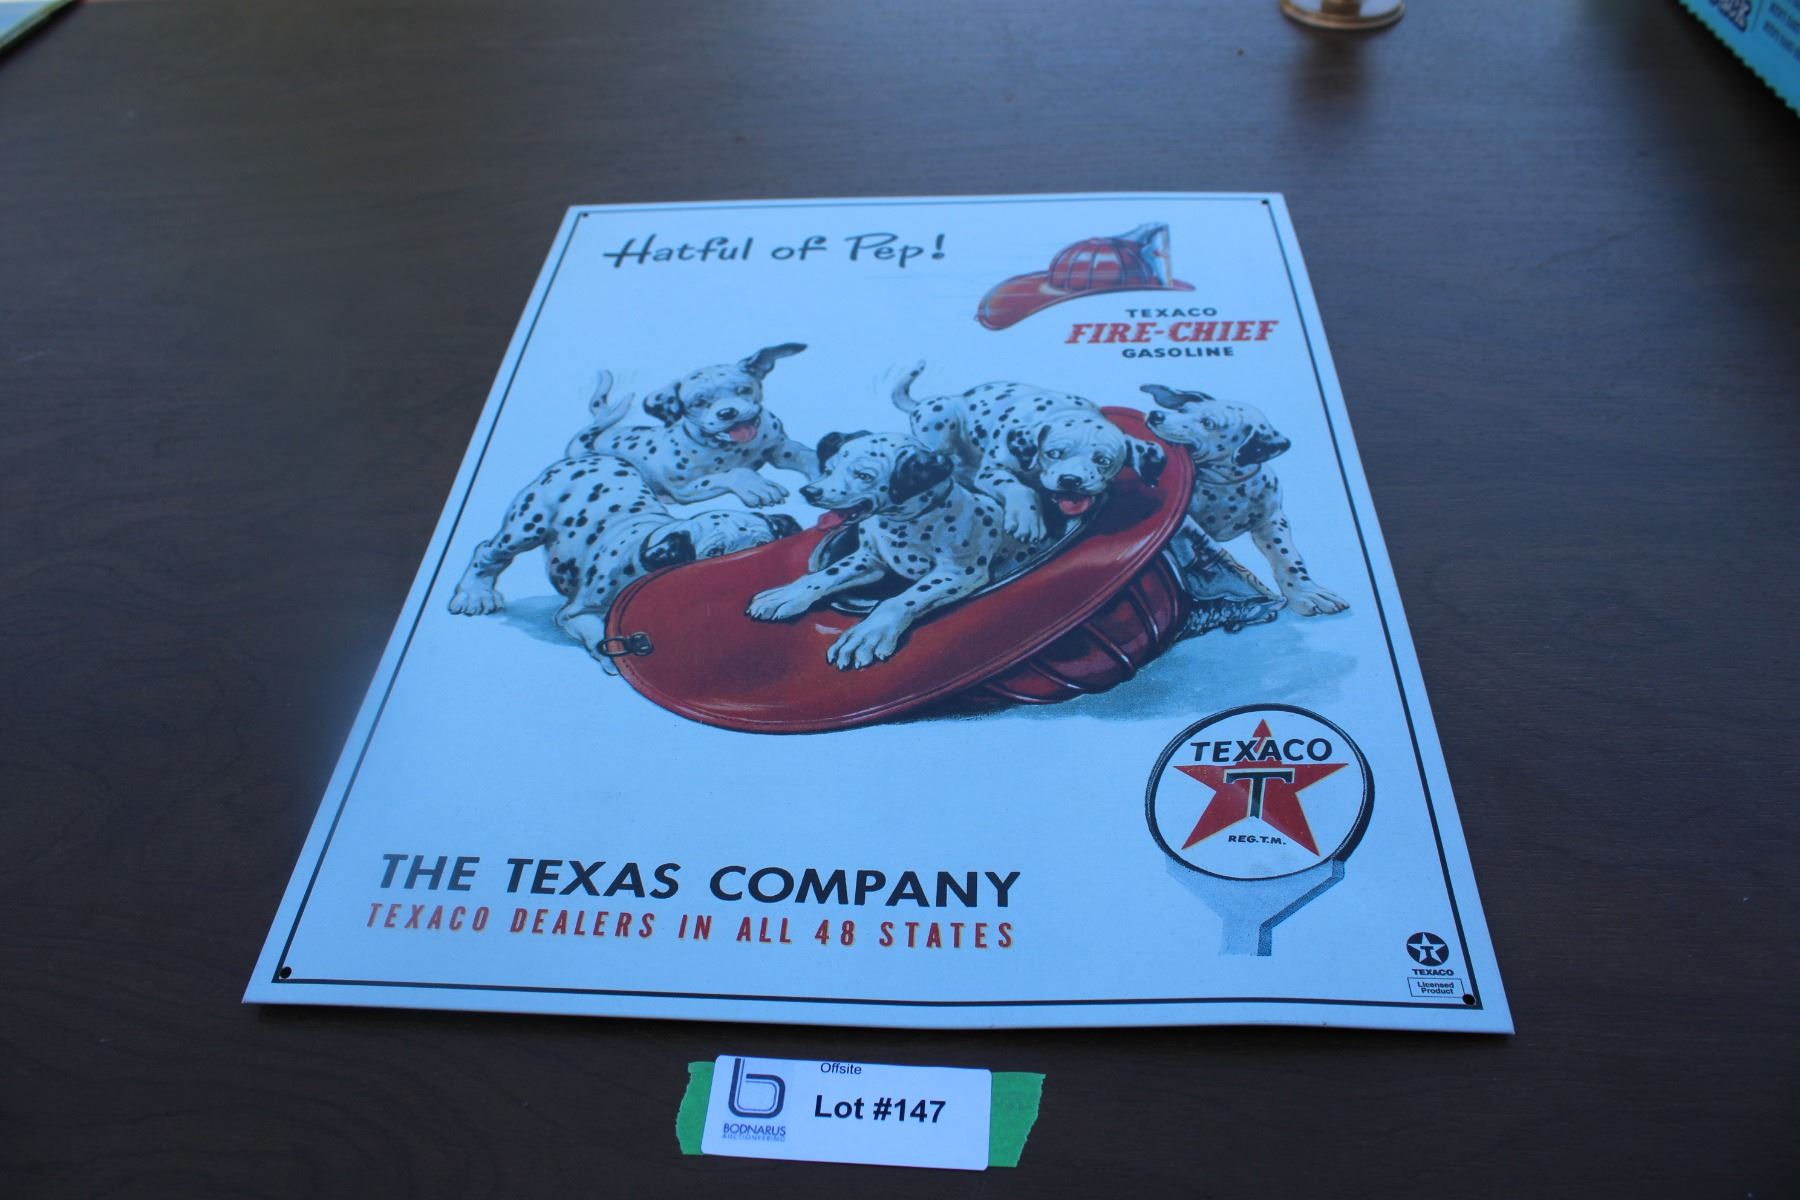 Hatful of Pep!
TEXACO
FIRE-CHIEF
GASOLINE
TEXACO
T
REG. T.M.
THE TEXAS COMPANY
TEXACO DEALERS IN ALL 48 STATES
T
TEXACO
Licensed
Product
Offsite
Lot #147
b
BODNARUS
AUCTIONEERING